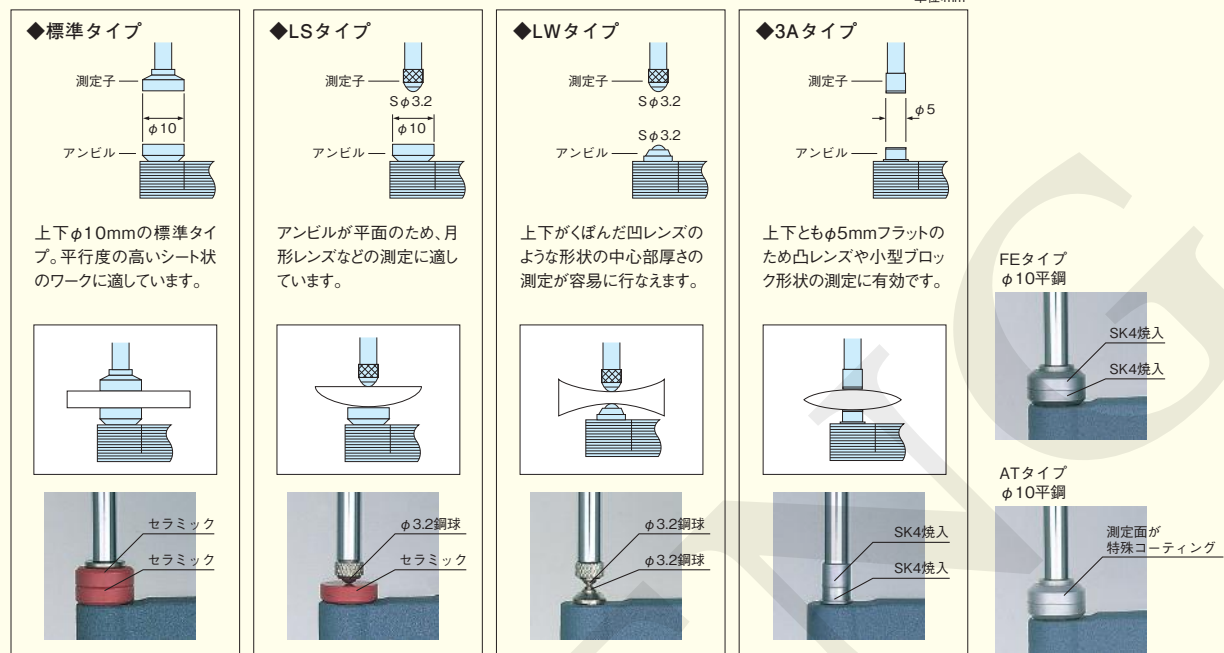 単位:mm
◆標準タイプ
測定子
φ10
アンビル
上下φ10mmの標準タイ
プ。平行度の高いシート状
のワークに適しています。
セラミック
セラミック
◆LSタイプ
測定子
Sφ3.2
φ10
アンビル
アンビルが平面のため、月
形レンズなどの測定に適し
ています。
φ3.2鋼球
セラミック
◆LWタイプ
測定子
Sφ3.2
Sφ3.2
アンビル
上下がくぼんだ凹レンズの
ような形状の中心部厚さの
測定が容易に行なえます。
φ3.2鋼球
φ3.2鋼球
◆3Aタイプ
測定子
φ5
アンビル
上下ともφ5mmフラットの
ため凸レンズや小型ブロッ
ク形状の測定に有効です。
SK4焼入
SK4焼入
FEタイプ
φ10平鋼
SK4焼入
SK4焼入
ATタイプ
φ10平鋼
測定面が
特殊コーティング
NG